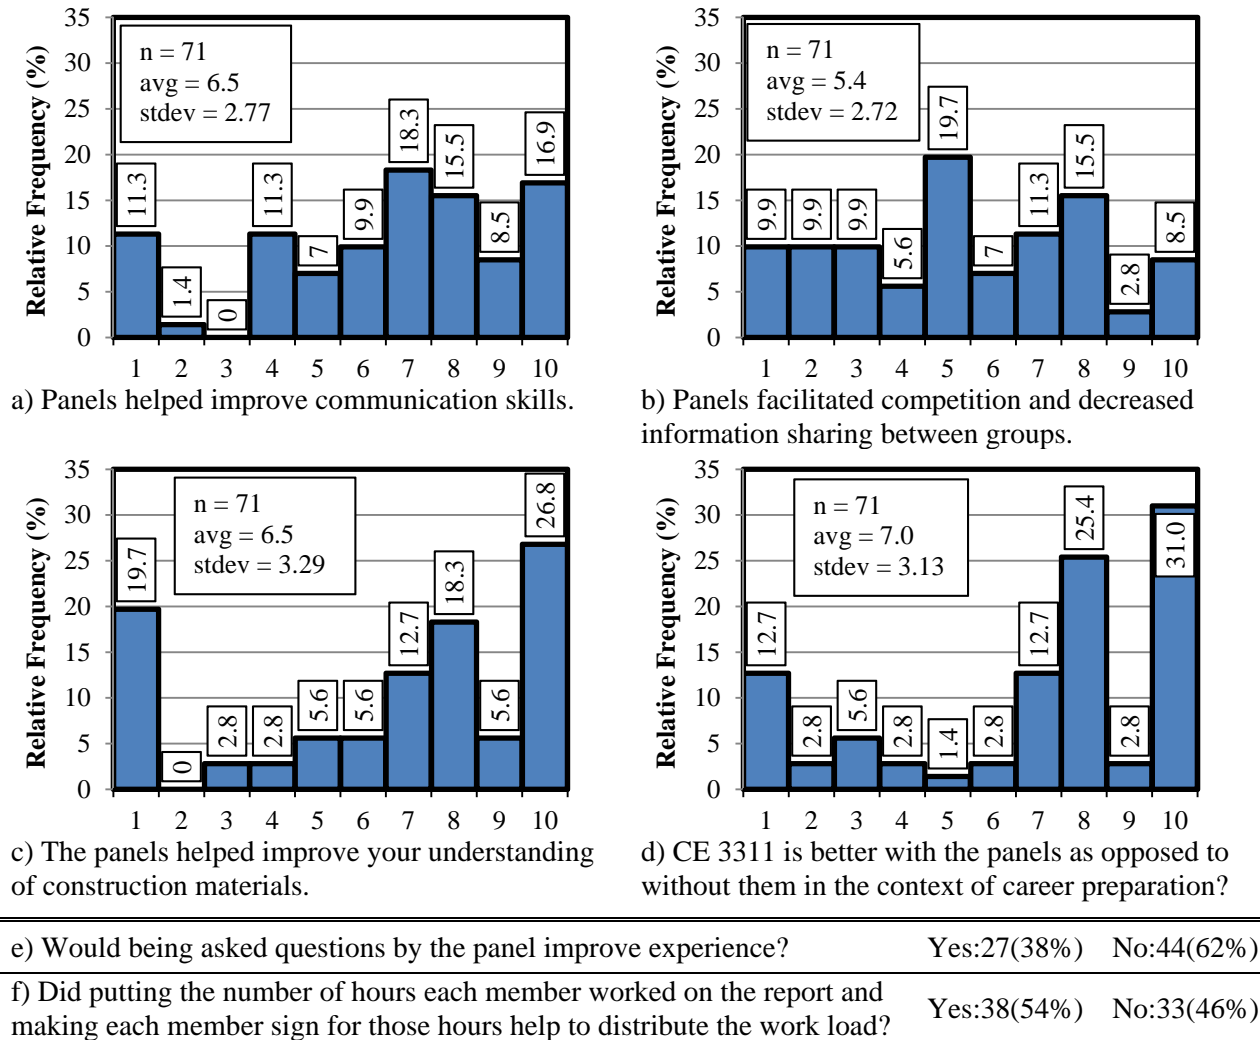 35
30
25
20
15
10
5
0
Relative Frequency (%)
n = 71
avg = 6.5
stdev = 2.77
11.3
1.4
0
11.3
7
9.9
18.3
15.5
8.5
16.9
1 2 3 4 5 6 7 8 9 10
a) Panels helped improve communication skills.
35
30
25
20
15
10
5
0
Relative Frequency (%)
n = 71
avg = 5.4
stdev = 2.72
9.9
9.9
9.9
5.6
19.7
7
11.3
15.5
2.8
8.5
1 2 3 4 5 6 7 8 9 10
b) Panels facilitated competition and decreased
information sharing between groups.
35
30
25
20
15
10
5
0
Relative Frequency (%)
n = 71
avg = 6.5
stdev = 3.29
19.7
0
2.8
2.8
5.6
5.6
12.7
18.3
5.6
26.8
1 2 3 4 5 6 7 8 9 10
c) The panels helped improve your understanding
of construction materials.
35
30
25
20
15
10
5
0
Relative Frequency (%)
n = 71
avg = 7.0
stdev = 3.13
12.7
2.8
5.6
2.8
1.4
2.8
12.7
25.4
2.8
31.0
1 2 3 4 5 6 7 8 9 10
d) CE 3311 is better with the panels as opposed to
without them in the context of career preparation?
e) Would being asked questions by the panel improve experience? Yes:27(38%) No:44(62%)
f) Did putting the number of hours each member worked on the report and
making each member sign for those hours help to distribute the work load? Yes:38(54%) No:33(46%)